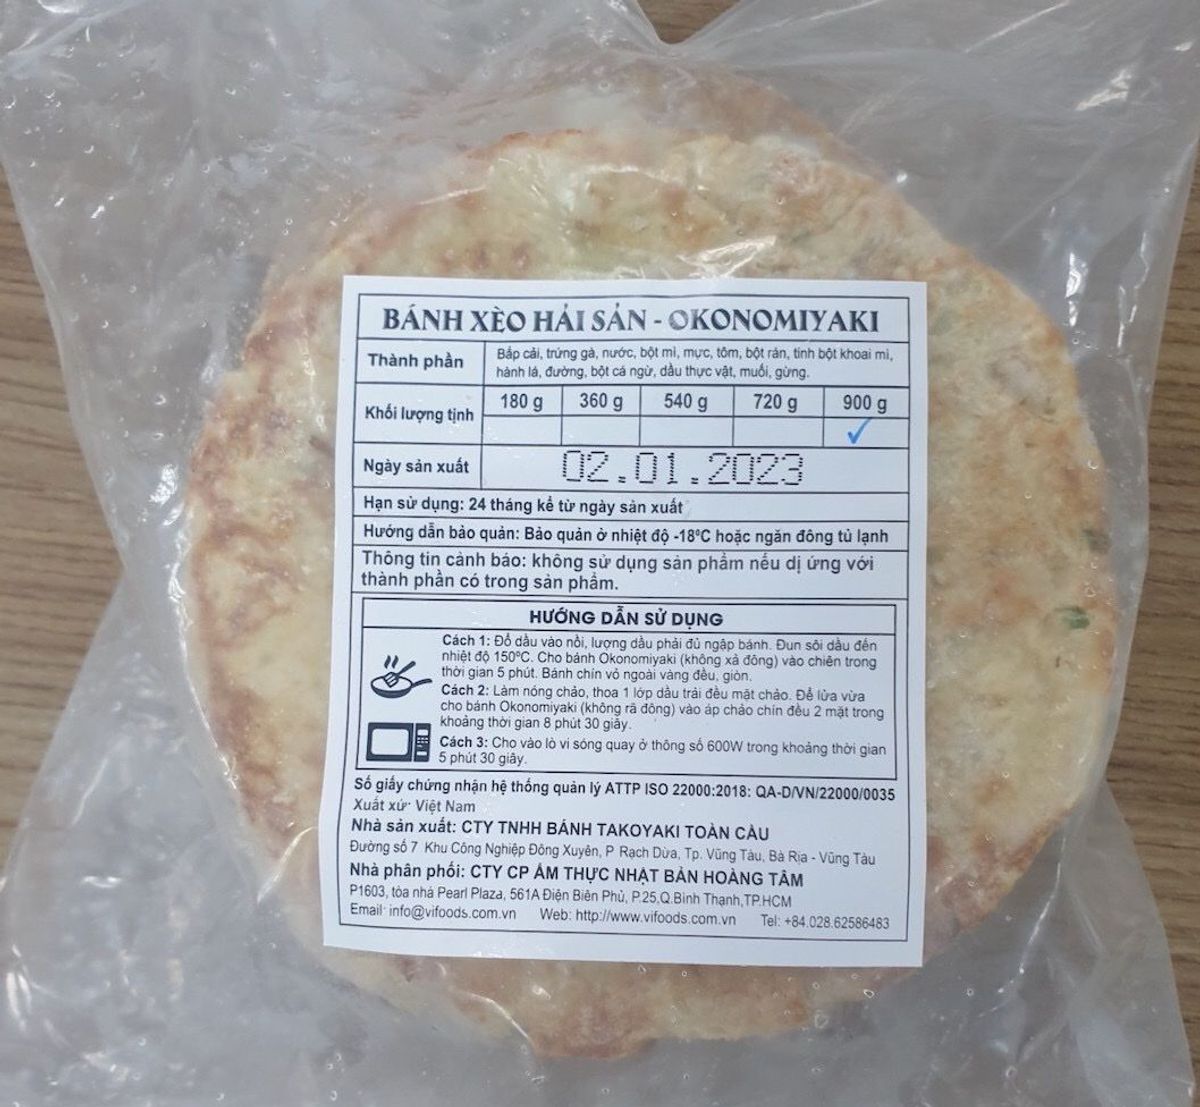 BÁNH XÈO HẢI SẢN - OKONOMIYAKI
Thành phần
Bắp cải, trứng gà, nước, bột mì, mực, tôm, bột rán, tinh bột khoai mì,
hành lá, đường, bột cá ngừ, dầu thực vật, muối, gừng.
Khối lượng tịnh
180 g 360 g 540 g 720 g 900 g
✓
Ngày sản xuất
02.01.2023
Hạn sử dụng: 24 tháng kể từ ngày sản xuất
Hướng dẫn bảo quản: Bảo quản ở nhiệt độ -18°C hoặc ngăn đông tủ lạnh
Thông tin cảnh báo: không sử dụng sản phẩm nếu dị ứng với
thành phần có trong sản phẩm.
HƯỚNG DẪN SỬ DỤNG
Cách 1: Đổ dầu vào nồi, lượng dầu phải đủ ngập bánh. Đun sôi dầu đến
nhiệt độ 150°C. Cho bánh Okonomiyaki (không xả đông) vào chiên trong
thời gian 5 phút. Bánh chín vỏ ngoài vàng đều, giòn.
Cách 2: Làm nóng chảo, thoa 1 lớp dầu trải đều mặt chảo. Để lửa vừa
cho bánh Okonomiyaki (không rã đông) vào áp chảo chín đều 2 mặt trong
khoảng thời gian 8 phút 30 giây.
Cách 3: Cho vào lò vi sóng quay ở thông số 600W trong khoảng thời gian
5 phút 30 giây.
Số giấy chứng nhận hệ thống quản lý ATTP ISO 22000:2018: QA-D/VN/22000/0035
Xuất xứ: Việt Nam
Nhà sản xuất: CTY TNHH BÁNH TAKOYAKI TOÀN CẦU
Đường số 7 Khu Công Nghiệp Đông Xuyên, P Rạch Dừa, Tp. Vũng Tàu, Bà Rịa - Vũng Tàu
Nhà phân phối: CTY CP ẨM THỰC NHẬT BẢN HOÀNG TÂM
P1603, tòa nhà Pearl Plaza, 561A Điện Biên Phủ, P.25,Q.Bình Thạnh,TP.HCM
Email: info@vifoods.com.vn Web: http://www.vifoods.com.vn Tel: +84.028.62586483